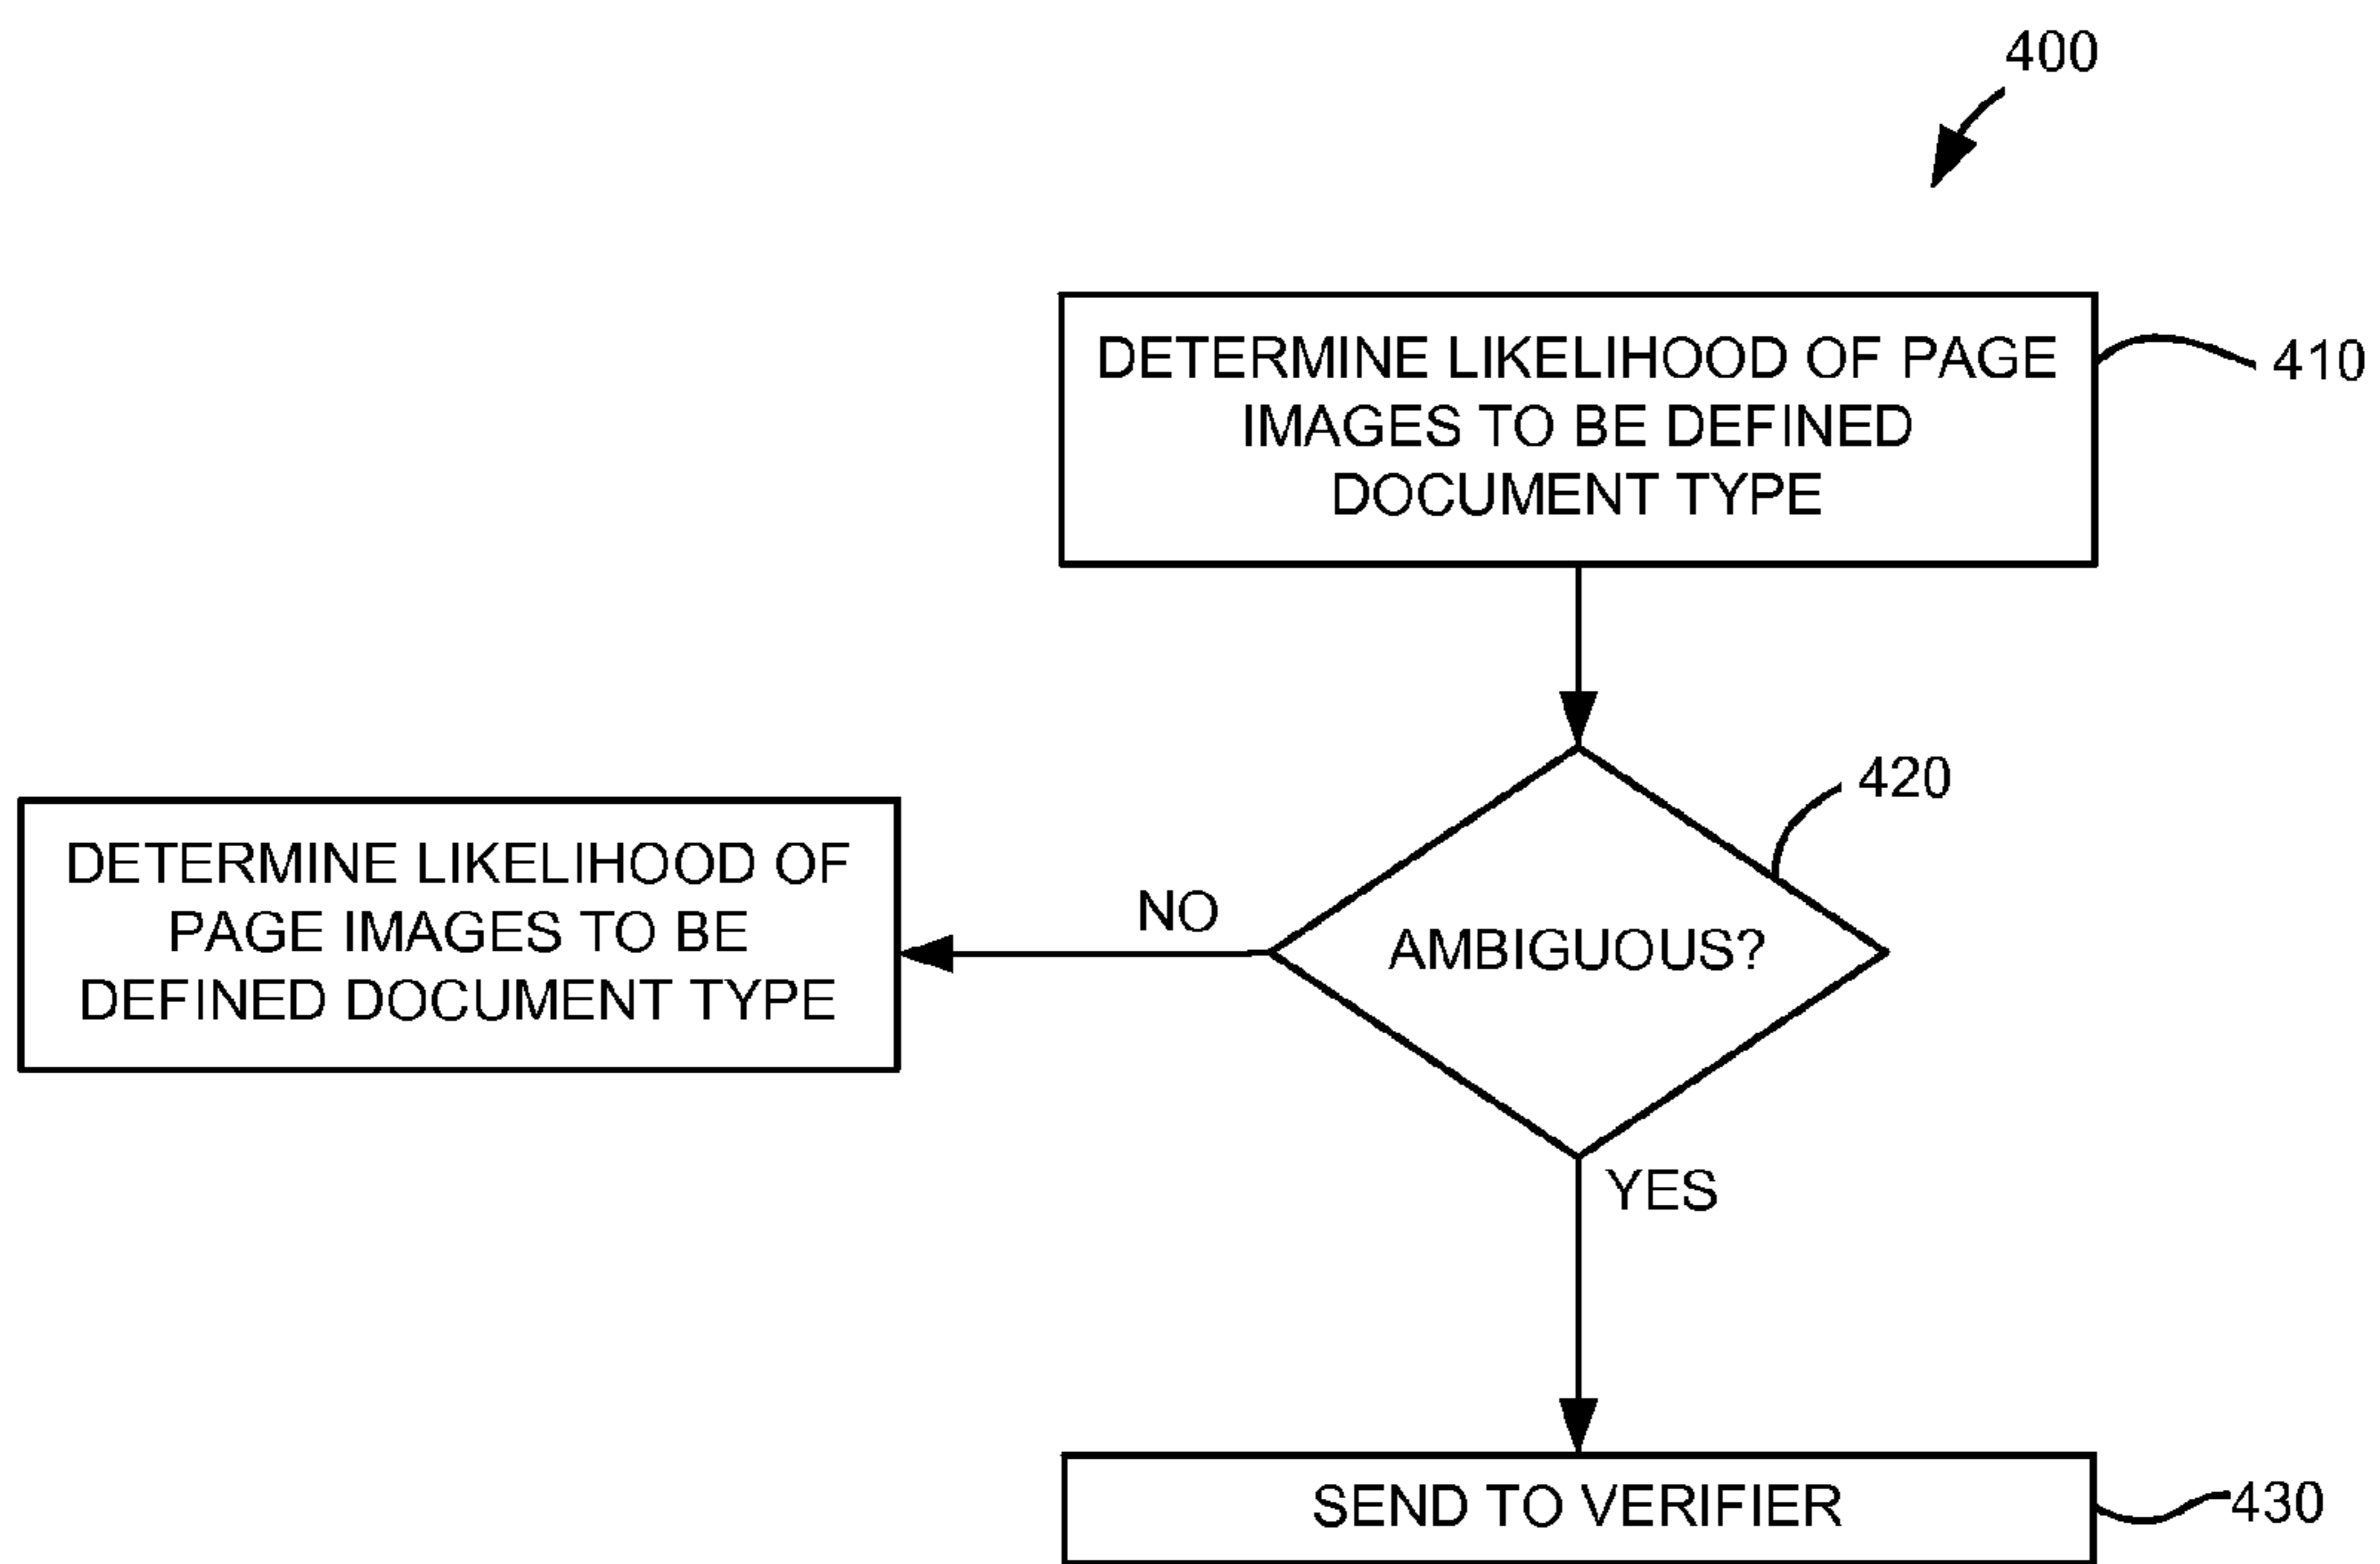 400
DETERMINE LIKELIHOOD OF PAGE
IMAGES TO BE DEFINED
DOCUMENT TYPE
410
420
AMBIGUOUS?
NO
DETERMINE LIKELIHOOD OF
PAGE IMAGES TO BE
DEFINED DOCUMENT TYPE
YES
SEND TO VERIFIER
430